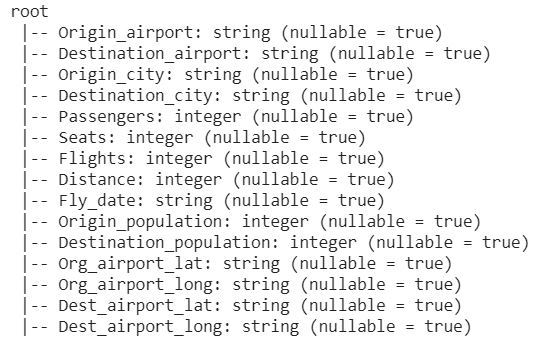 root
 |-- Origin_airport: string (nullable = true)
 |-- Destination_airport: string (nullable = true)
 |-- Origin_city: string (nullable = true)
 |-- Destination_city: string (nullable = true)
 |-- Passengers: integer (nullable = true)
 |-- Seats: integer (nullable = true)
 |-- Flights: integer (nullable = true)
 |-- Distance: integer (nullable = true)
 |-- Fly_date: string (nullable = true)
 |-- Origin_population: integer (nullable = true)
 |-- Destination_population: integer (nullable = true)
 |-- Org_airport_lat: string (nullable = true)
 |-- Org_airport_long: string (nullable = true)
 |-- Dest_airport_lat: string (nullable = true)
 |-- Dest_airport_long: string (nullable = true)